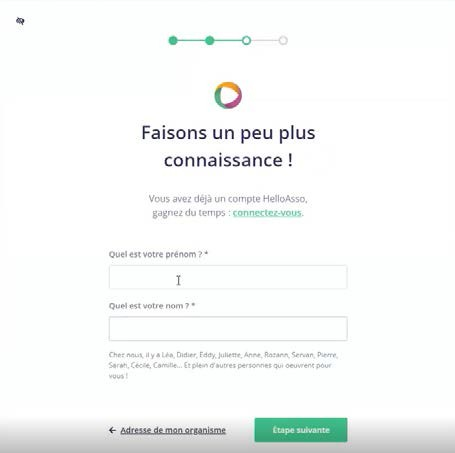 Faisons un peu plus
connaissance !
Vous avez déjà un compte HelloAsso,
gagnez du temps : connectez-vous.
Quel est votre prénom ? *
Quel est votre nom ? *
Chez nous, il y a Léa, Didier, Eddy, Juliette, Anne, Rozann, Servan, Pierre,
Sarah, Cécile, Camille... Et plein d'autres personnes qui oeuvrent pour
vous !
← Adresse de mon organisme
Étape suivante